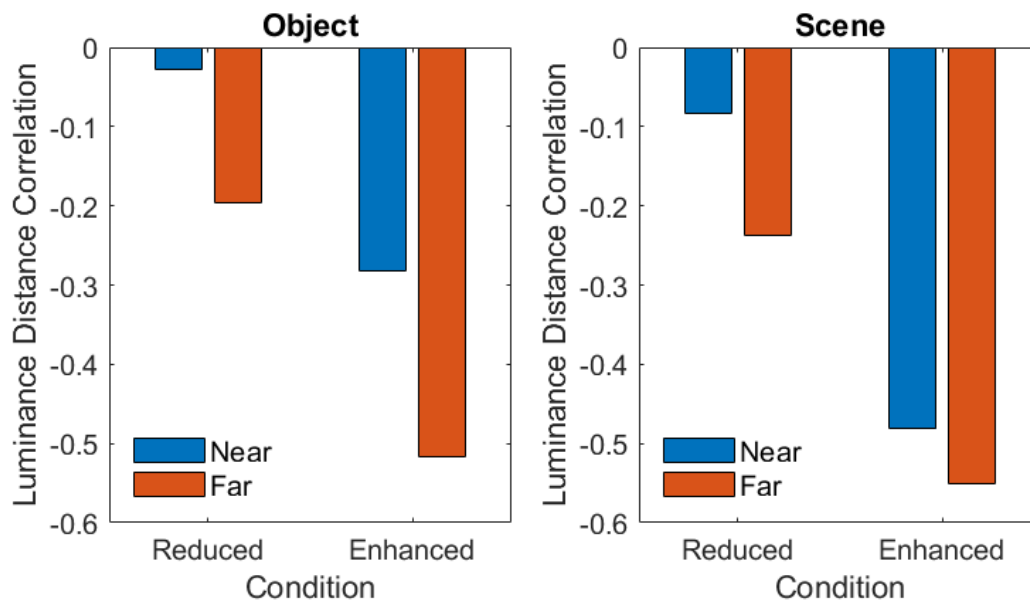 Object
Luminance Distance Correlation
0
-0.1
-0.2
-0.3
-0.4
-0.5
-0.6
Near
Far
Reduced Enhanced
Condition
Scene
Luminance Distance Correlation
0
-0.1
-0.2
-0.3
-0.4
-0.5
-0.6
Near
Far
Reduced Enhanced
Condition